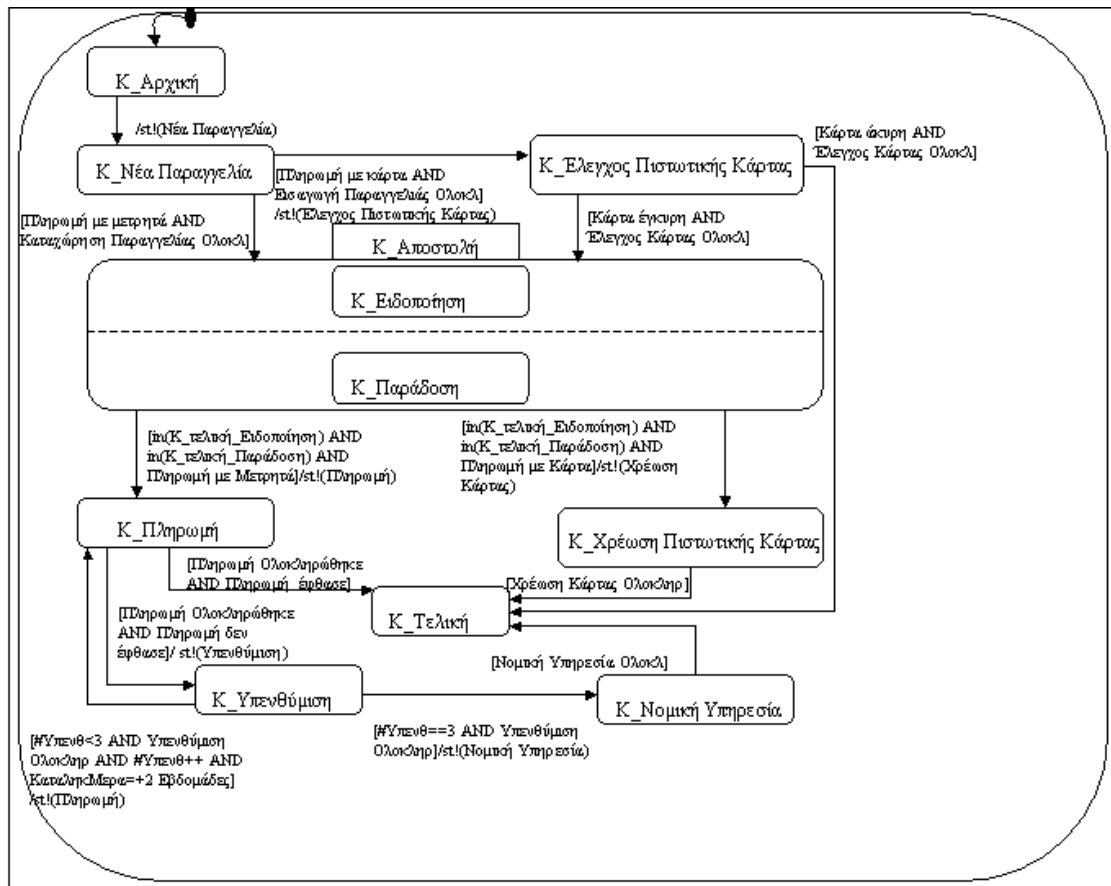 Κ_Αρχική
/st!(Νέα Παραγγελία)
Κ_Νέα Παραγγελία
Κ_Έλεγχος Πιστωτικής Κάρτας
[Κάρτα άκυρη AND
Έλεγχος Κάρτας Ολοκλ]
[Πληρωμή με κάρτα AND
Εισαγωγή Παραγγελιάς Ολοκλ]
/st!(Έλεγχος Πιστωτικής Κάρτας)
[Πληρωμή με μετρητά AND
Καταχώρηση Παραγγελίας Ολοκλ]
[Κάρτα έγκυρη AND
Έλεγχος Κάρτας Ολοκλ]
Κ_Αποστολή
Κ_Ειδοποίηση
Κ_Παράδοση
[in(Κ_τελική_Ειδοποίηση) AND
in(Κ_τελική_Παράδοση) AND
Πληρωμή με Μετρητά]/st!(Πληρωμή)
[in(Κ_τελική_Ειδοποίηση) AND
in(Κ_τελική_Παράδοση) AND
Πληρωμή με Κάρτα]/st!(Χρέωση
Κάρτας)
Κ_Πληρωμή
Κ_Χρέωση Πιστωτικής Κάρτας
[Πληρωμή Ολοκληρώθηκε
AND Πληρωμή έφθασε]
[Χρέωση Κάρτας Ολοκληρ]
Κ_Τελική
[Πληρωμή Ολοκληρώθηκε
AND Πληρωμή δεν
έφθασε]/ st!(Υπενθύμιση)
[Νομική Υπηρεσία Ολοκλ]
Κ_Υπενθύμιση
Κ_Νομική Υπηρεσία
[#Υπενθ==3 AND Υπενθύμιση
Ολοκληρ]/st!(Νομική Υπηρεσία)
[#Υπενθ<3 AND Υπενθύμιση
Ολοκληρ AND #Υπενθ++ AND
ΚαταληκΜερα=+2 Εβδομάδες]
/st!(Πληρωμή)